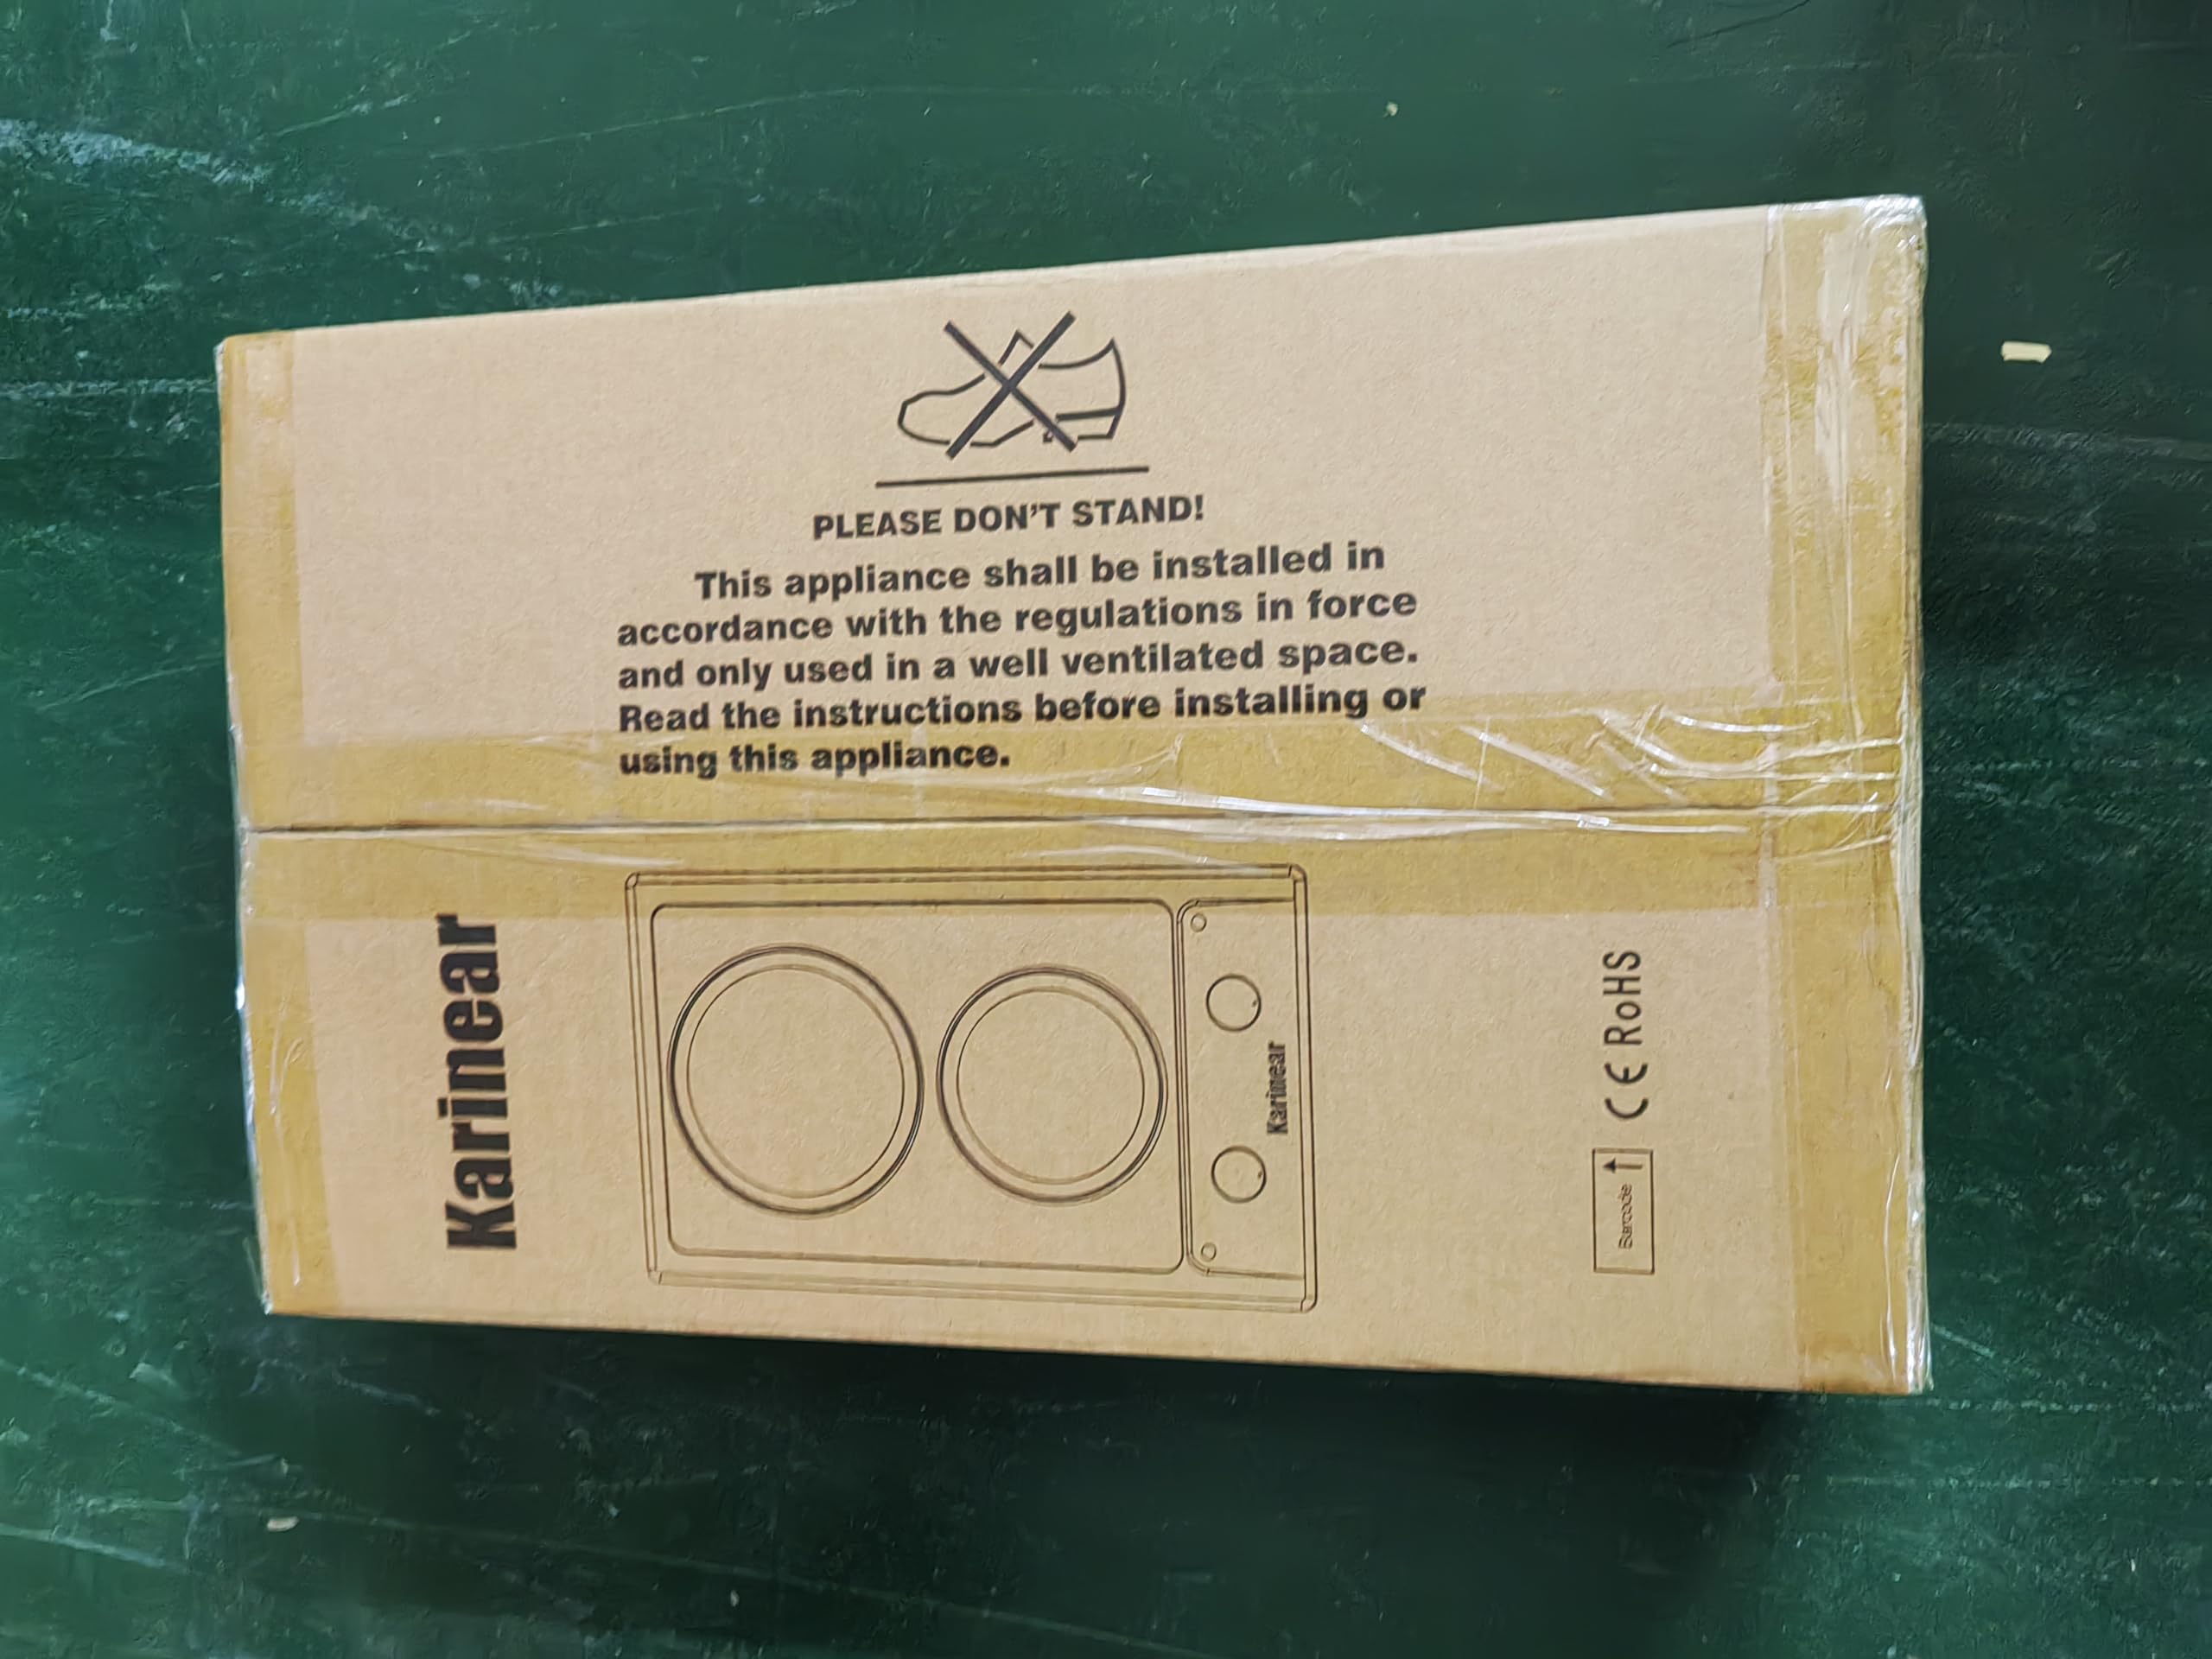 PLEASE DON'T STAND!
This appliance shall be installed in
accordance with the regulations in force
and only used in a well ventilated space.
Read the instructions before installing or
using this appliance.
Karinear
Karinear
Barcode
CE RoHS